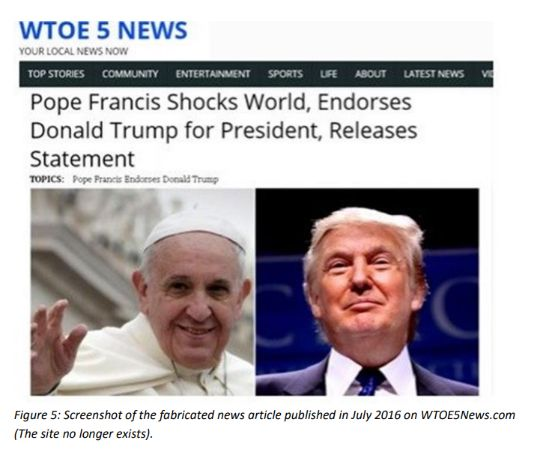 WTOE 5 NEWS
YOUR LOCAL NEWS NOW
TOP STORIES COMMUNITY ENTERTAINMENT SPORTS LIFE ABOUT LATEST NEWS
Pope Francis Shocks World, Endorses
Donald Trump for President, Releases
Statement
TOPICS: Pope Francis Endorses Donald Trump
Figure 5: Screenshot of the fabricated news article published in July 2016 on WTOE5News.com
(The site no longer exists).